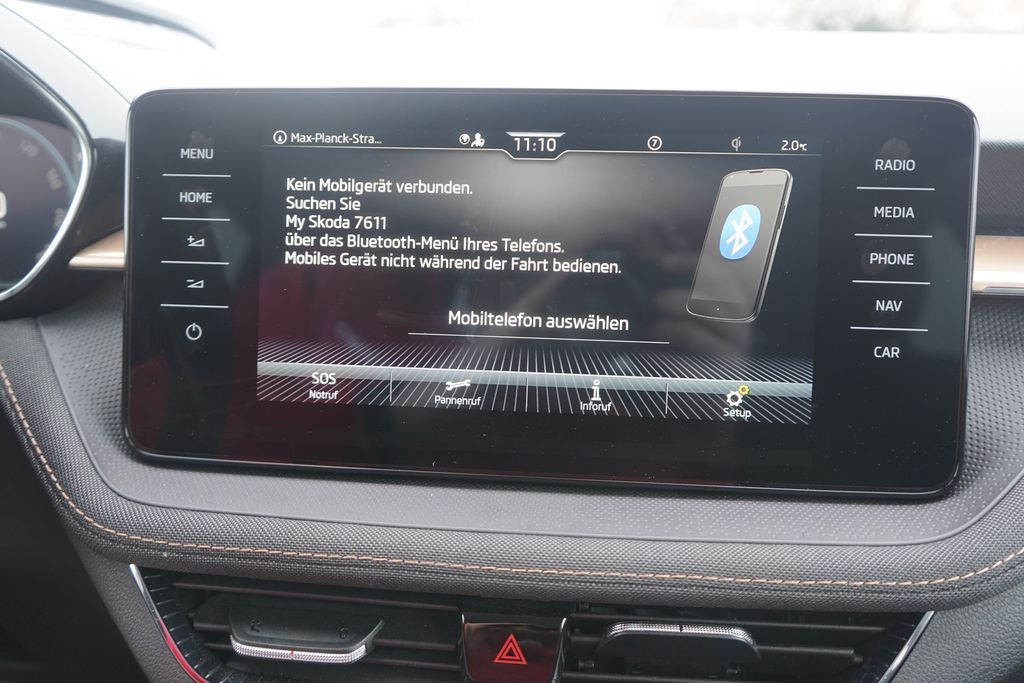 Max-Planck-Stra...
11:10
7
2.0°C
MENU
HOME
Kein Mobilgerät verbunden.
Suchen Sie
My Skoda 7611
über das Bluetooth-Menü Ihres Telefons.
Mobiles Gerät nicht während der Fahrt bedienen.
Mobiltelefon auswählen
SOS
Notruf
Pannenruf
Inforuf
Setup
RADIO
MEDIA
PHONE
NAV
CAR